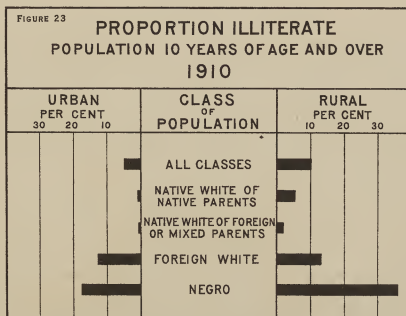 FIGURE 23
PROPORTION ILLITERATE
POPULATION 10 YEARS OF AGE AND OVER
1910
URBAN
PER CENT
30 20 10
CLASS
OF
POPULATION
RURAL
PER CENT
10 20 30
ALL CLASSES
NATIVE WHITE OF
NATIVE PARENTS
NATIVE WHITE OF FOREIGN
OR MIXED PARENTS
FOREIGN WHITE
NEGRO